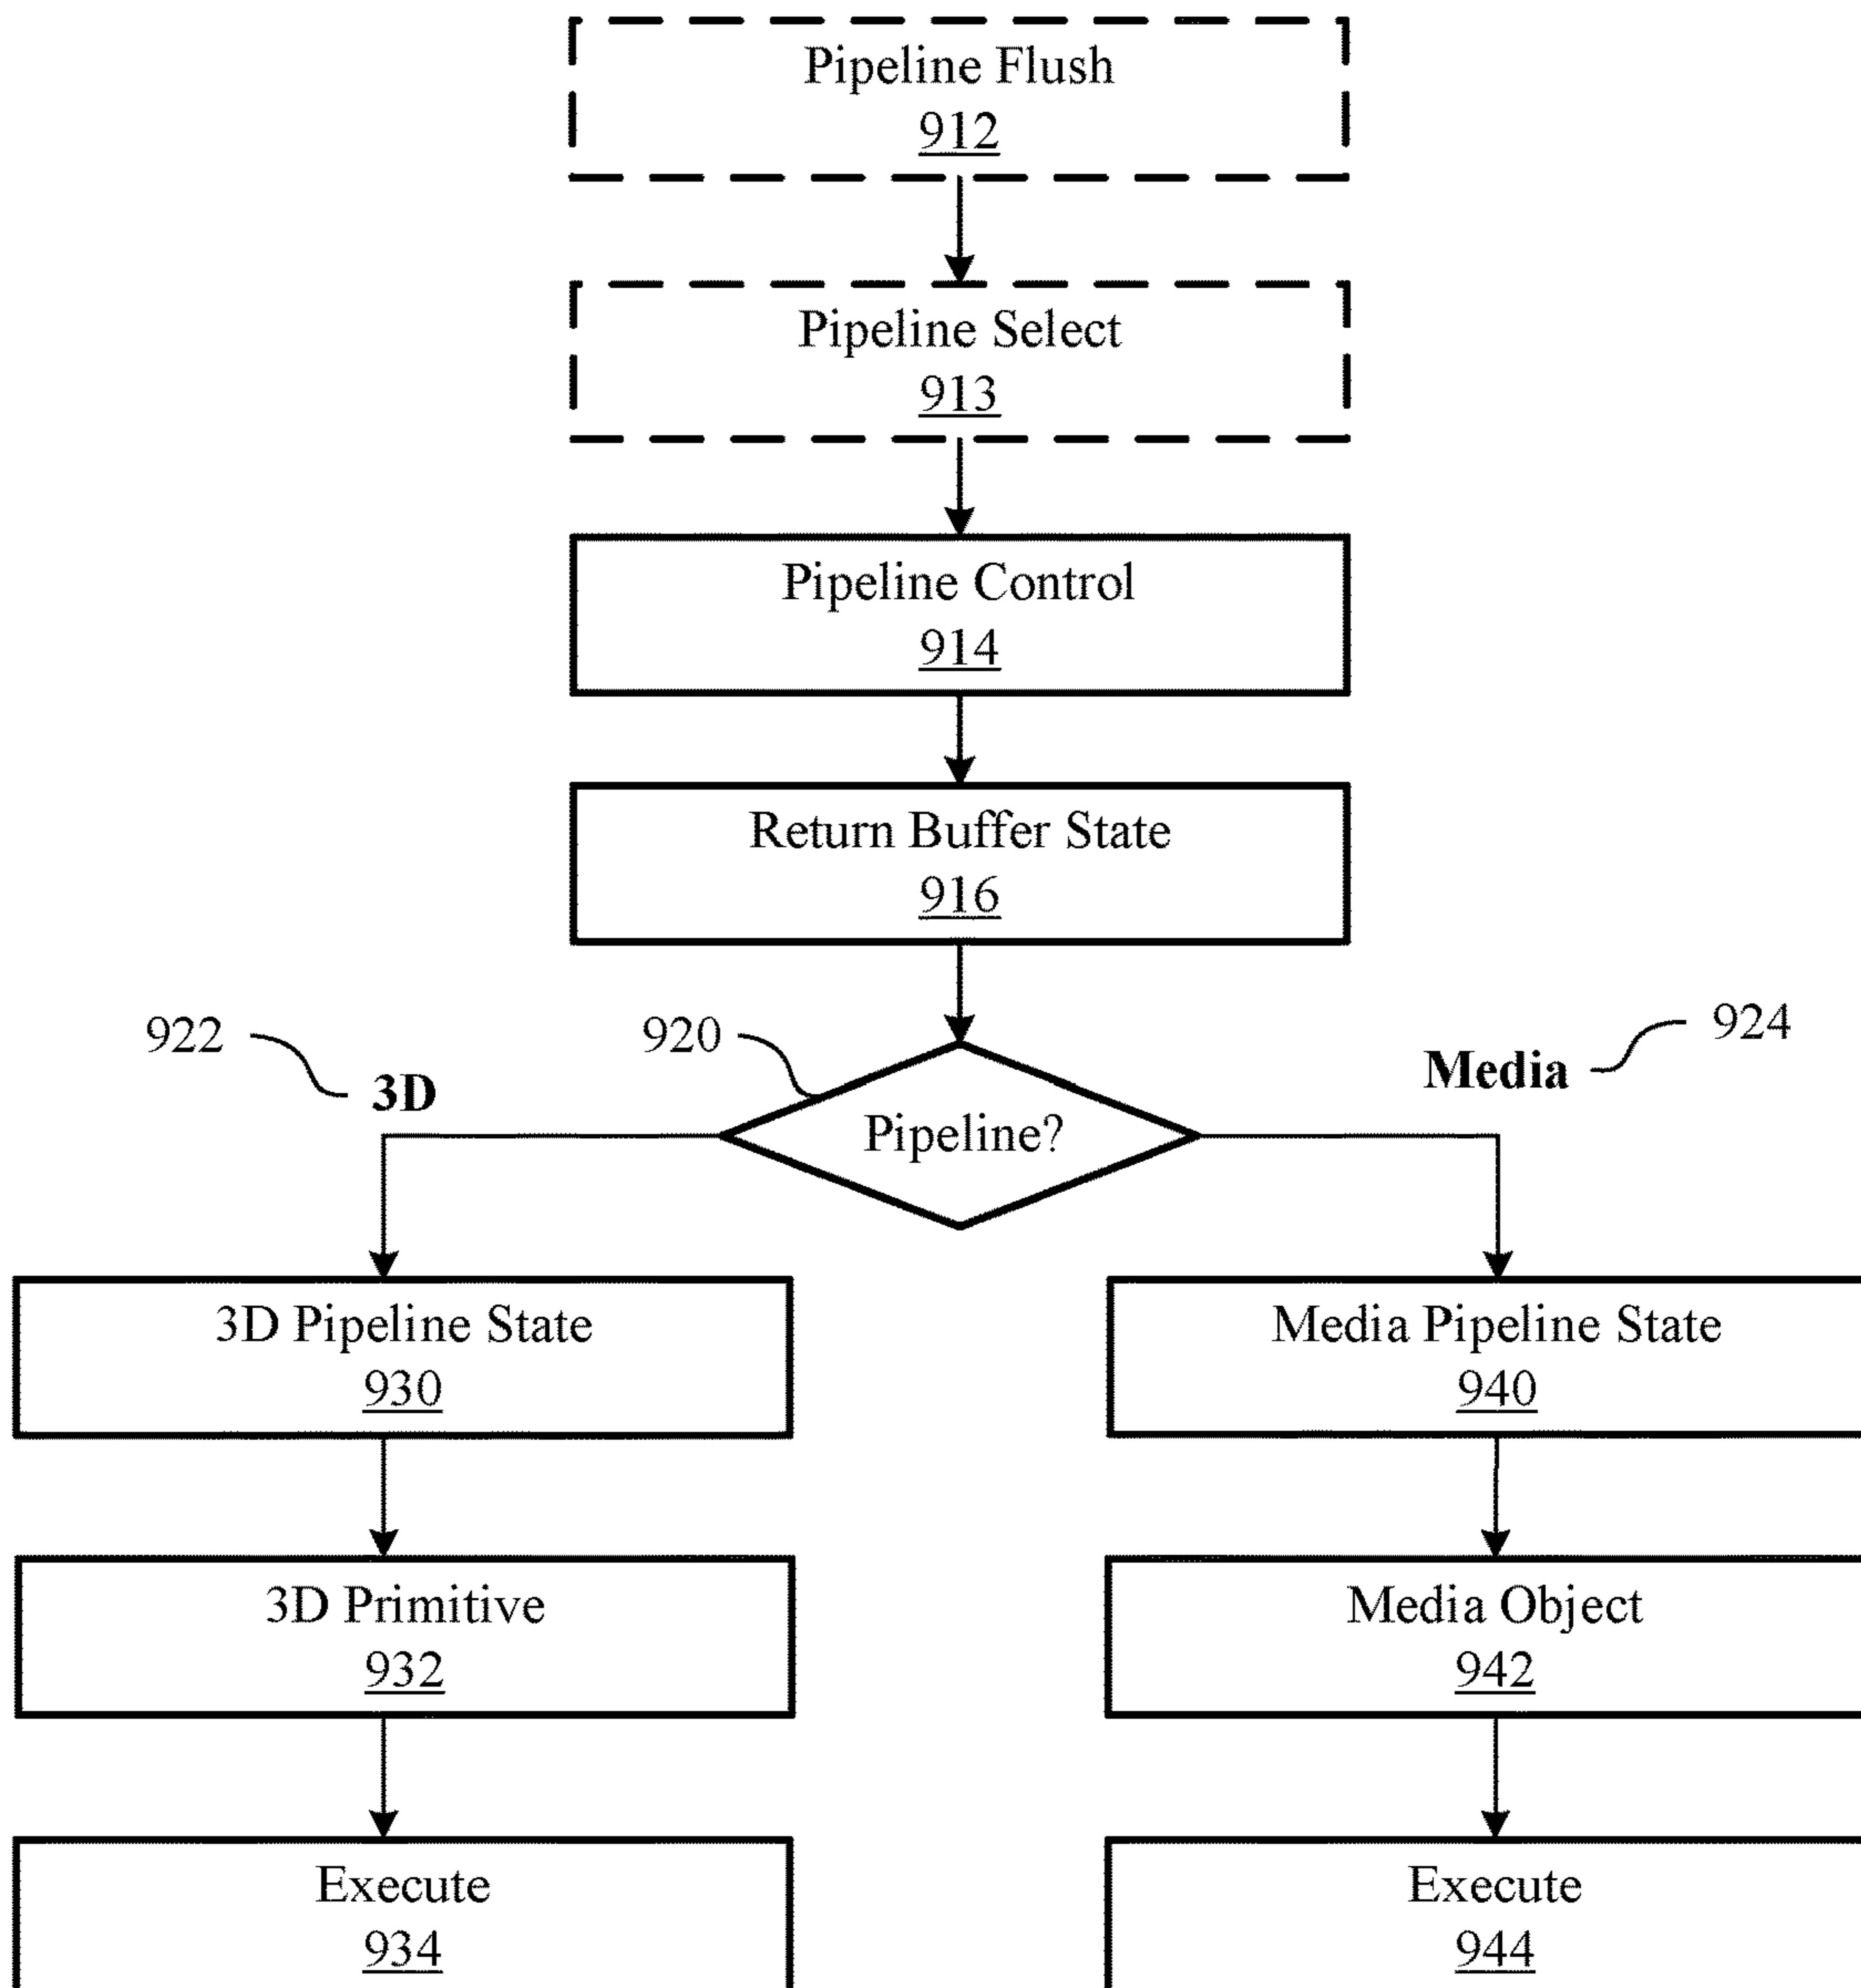 Pipeline Flush
912
Pipeline Select
913
Pipeline Control
914
Return Buffer State
916
922
920
924
3D
Media
Pipeline?
3D Pipeline State
930
Media Pipeline State
940
3D Primitive
932
Media Object
942
Execute
934
Execute
944